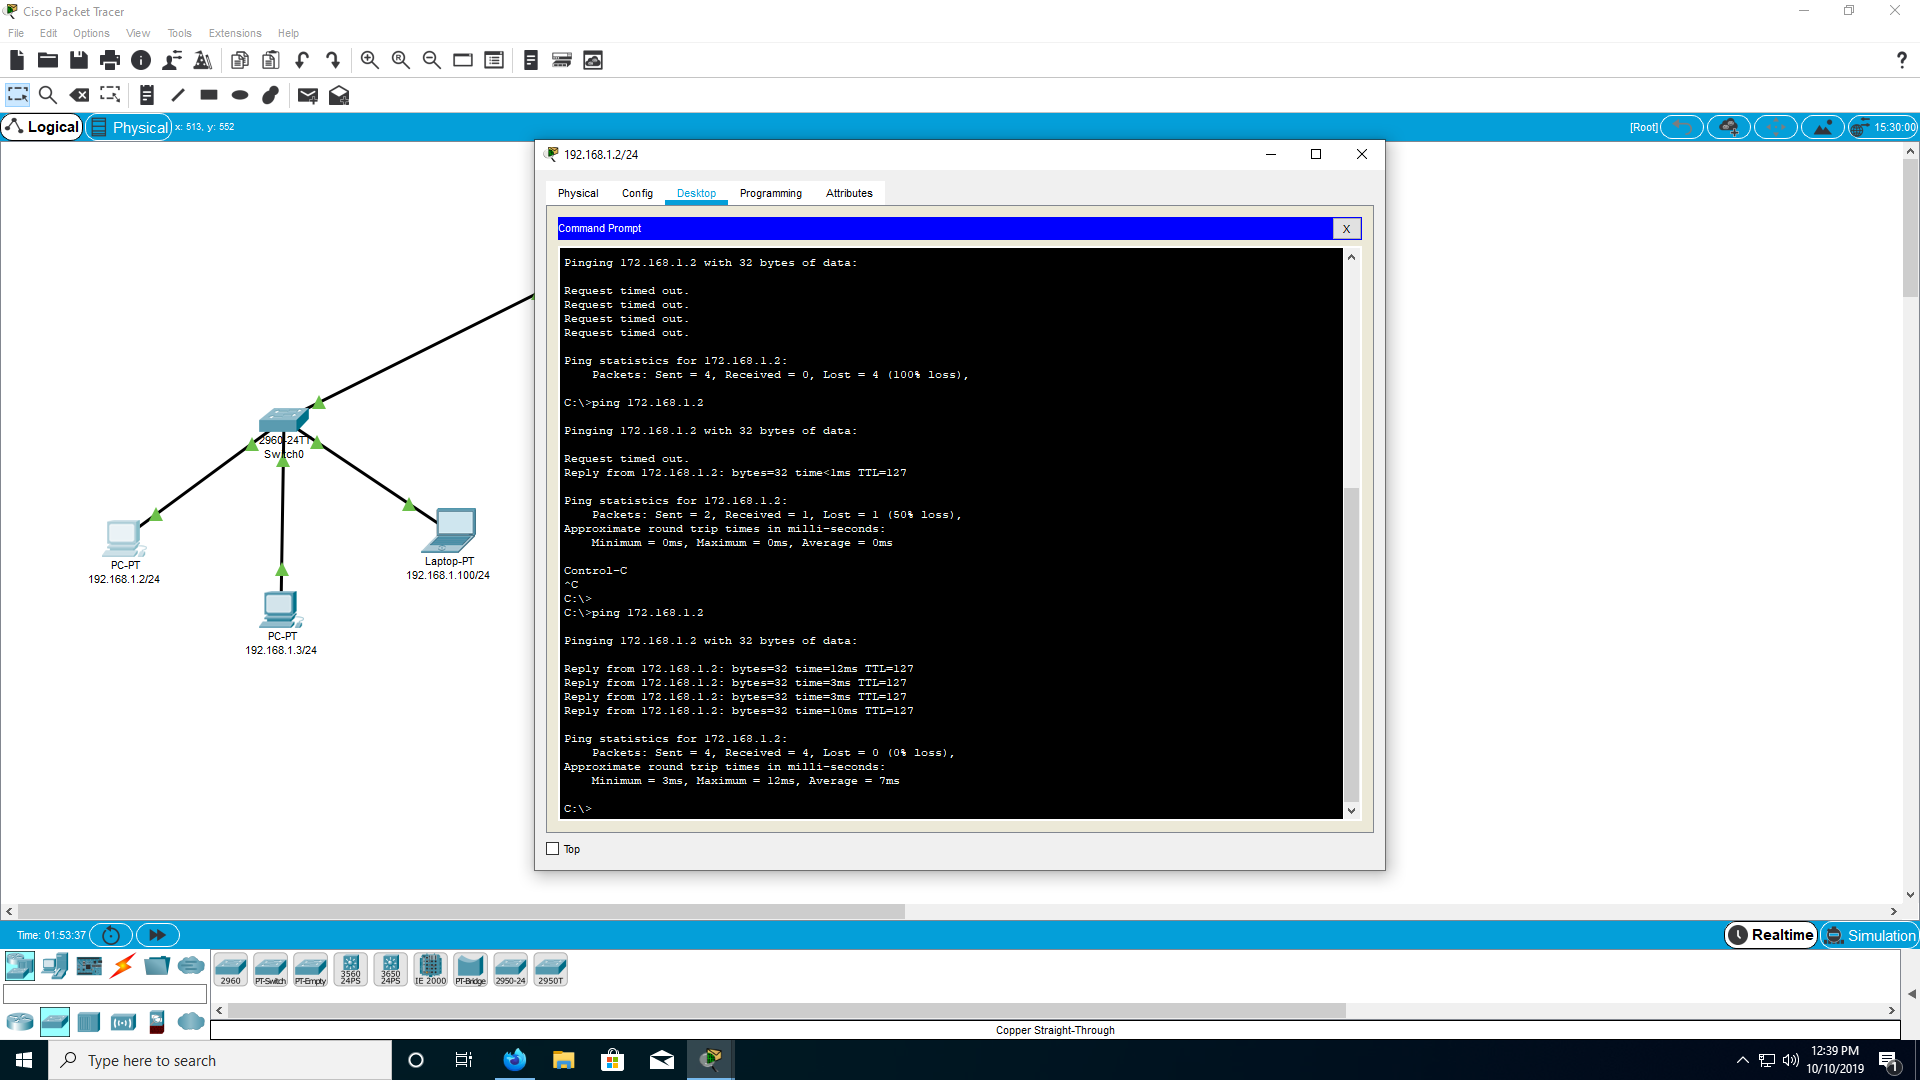 Cisco Packet Tracer
File Edit Options View Tools Extensions Help
?
Logical Physical x: 513, y: 552 [Root] 15:30:00
192.168.1.2/24
Physical Config Desktop Programming Attributes
Command Prompt X
Pinging 172.168.1.2 with 32 bytes of data:
Request timed out.
Request timed out.
Request timed out.
Request timed out.
Ping statistics for 172.168.1.2:
Packets: Sent = 4, Received = 0, Lost = 4 (100% loss),
C:\>ping 172.168.1.2
Pinging 172.168.1.2 with 32 bytes of data:
Request timed out.
Reply from 172.168.1.2: bytes=32 time<1ms TTL=127
Ping statistics for 172.168.1.2:
Packets: Sent = 2, Received = 1, Lost = 1 (50% loss),
Approximate round trip times in milli-seconds:
Minimum = 0ms, Maximum = 0ms, Average = 0ms
Control-C
^C
C:\>
C:\>ping 172.168.1.2
Pinging 172.168.1.2 with 32 bytes of data:
Reply from 172.168.1.2: bytes=32 time=12ms TTL=127
Reply from 172.168.1.2: bytes=32 time=3ms TTL=127
Reply from 172.168.1.2: bytes=32 time=3ms TTL=127
Reply from 172.168.1.2: bytes=32 time=10ms TTL=127
Ping statistics for 172.168.1.2:
Packets: Sent = 4, Received = 4, Lost = 0 (0% loss),
Approximate round trip times in milli-seconds:
Minimum = 3ms, Maximum = 12ms, Average = 7ms
C:\>
Top
2960-24TT
Switch0
PC-PT
192.168.1.2/24
Laptop-PT
192.168.1.100/24
PC-PT
192.168.1.3/24
Time: 01:53:37 Realtime Simulation
2960 PT-Switch PT-Empty 3560 24PS 3650 24PS IE 2000 PT-Bridge 2950-24 2950T
Copper Straight-Through
Type here to search
12:39 PM
10/10/2019
1